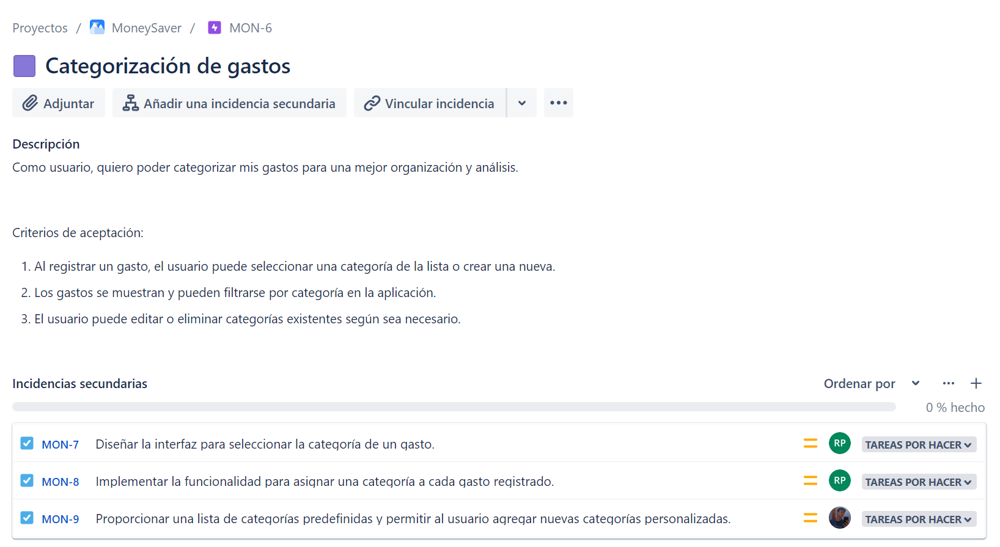 Proyectos / MoneySaver / MON-6
Categorización de gastos
Adjuntar Añadir una incidencia secundaria Vincular incidencia
Descripción
Como usuario, quiero poder categorizar mis gastos para una mejor organización y análisis.
Criterios de aceptación:
1. Al registrar un gasto, el usuario puede seleccionar una categoría de la lista o crear una nueva.
2. Los gastos se muestran y pueden filtrarse por categoría en la aplicación.
3. El usuario puede editar o eliminar categorías existentes según sea necesario.
Incidencias secundarias Ordenar por
0 % hecho
MON-7 Diseñar la interfaz para seleccionar la categoría de un gasto. RP TAREAS POR HACER
MON-8 Implementar la funcionalidad para asignar una categoría a cada gasto registrado. RP TAREAS POR HACER
MON-9 Proporcionar una lista de categorías predefinidas y permitir al usuario agregar nuevas categorías personalizadas. TAREAS POR HACER